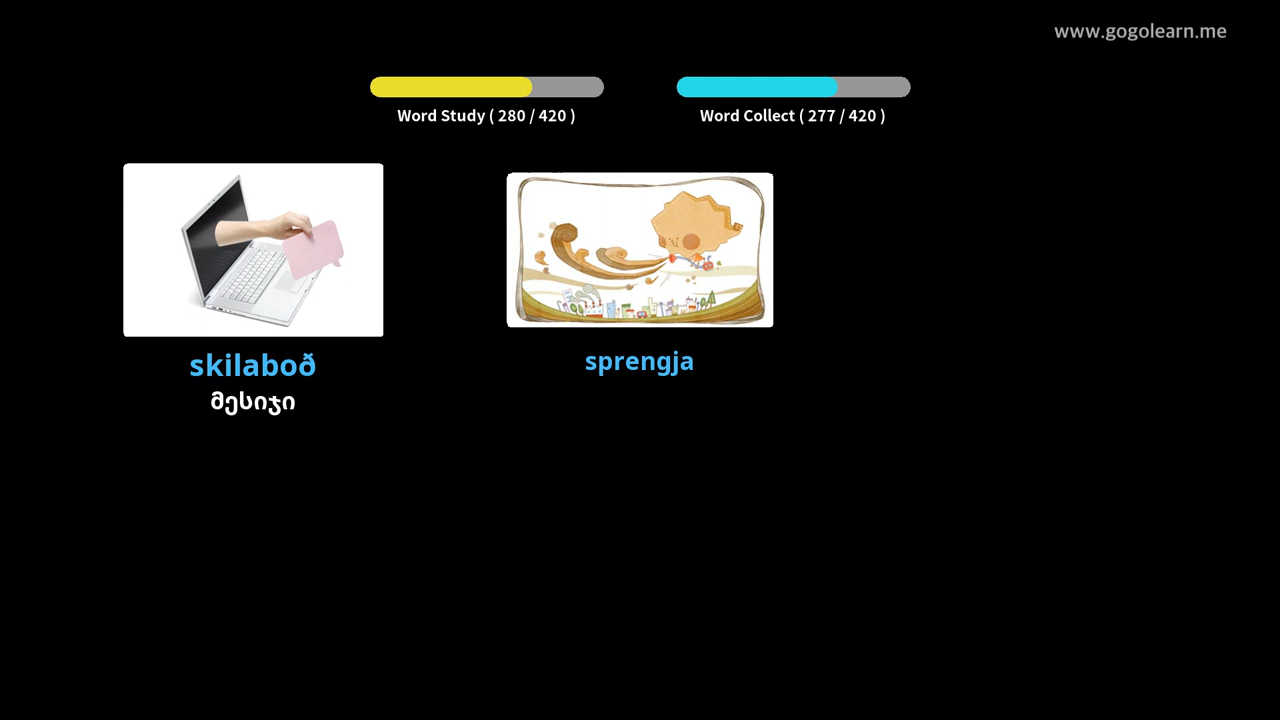 www.gogolearn.me
Word Study ( 280 / 420 )
Word Collect ( 277 / 420 )
skilaboð
მესიჯი
sprengja